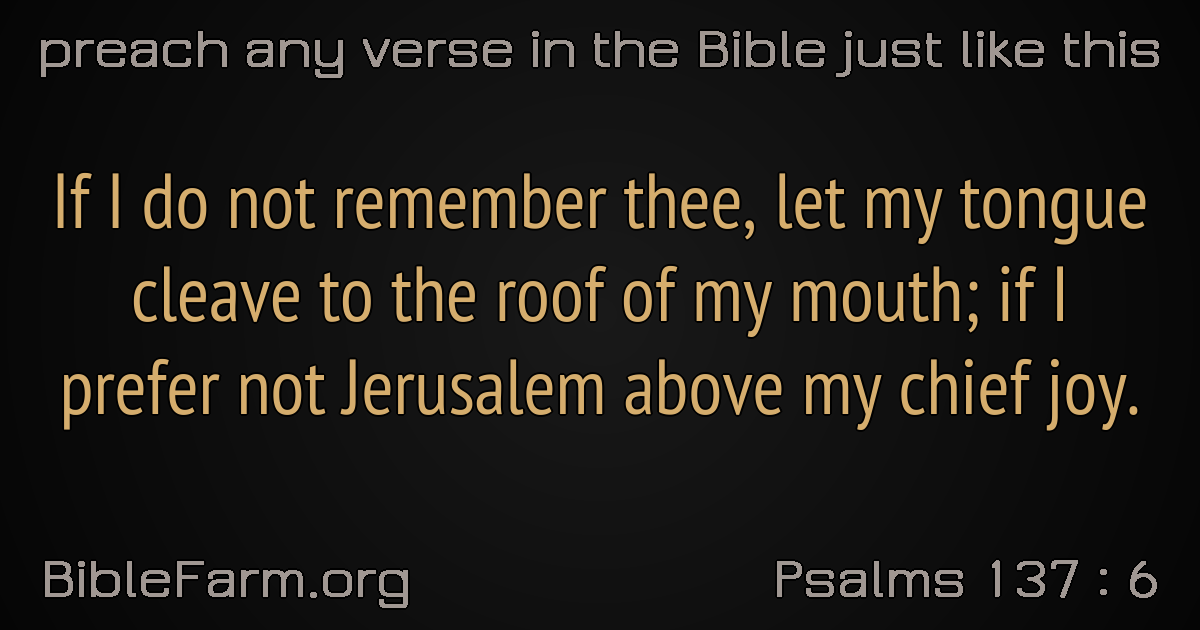 preach any verse in the Bible just like this
If I do not remember thee, let my tongue
cleave to the roof of my mouth; if I
prefer not Jerusalem above my chief joy.
BibleFarm.org
Psalms 137 : 6